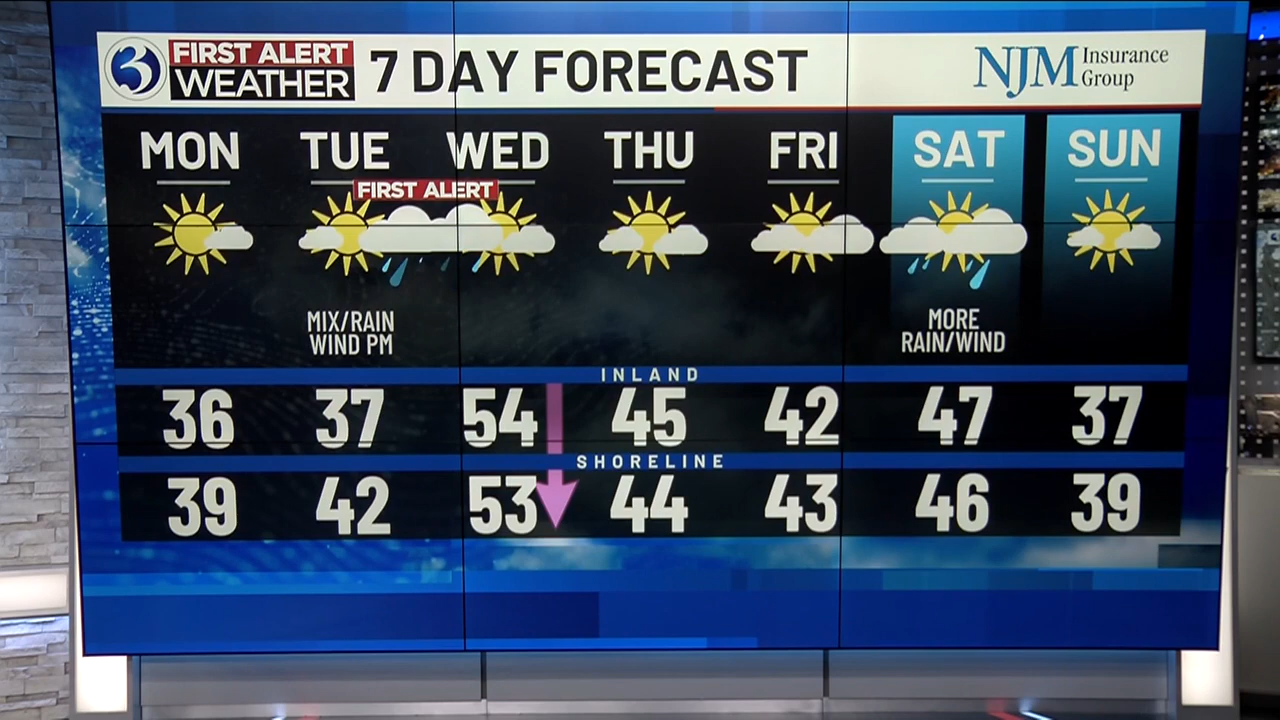 3 FIRST ALERT
WEATHER
7 DAY FORECAST
NJM Insurance
Group
MON TUE WED THU FRI SAT SUN
FIRST ALERT
MIX/RAIN
WIND PM
MORE
RAIN/WIND
INLAND
36 37 54 45 42 47 37
SHORELINE
39 42 53 44 43 46 39